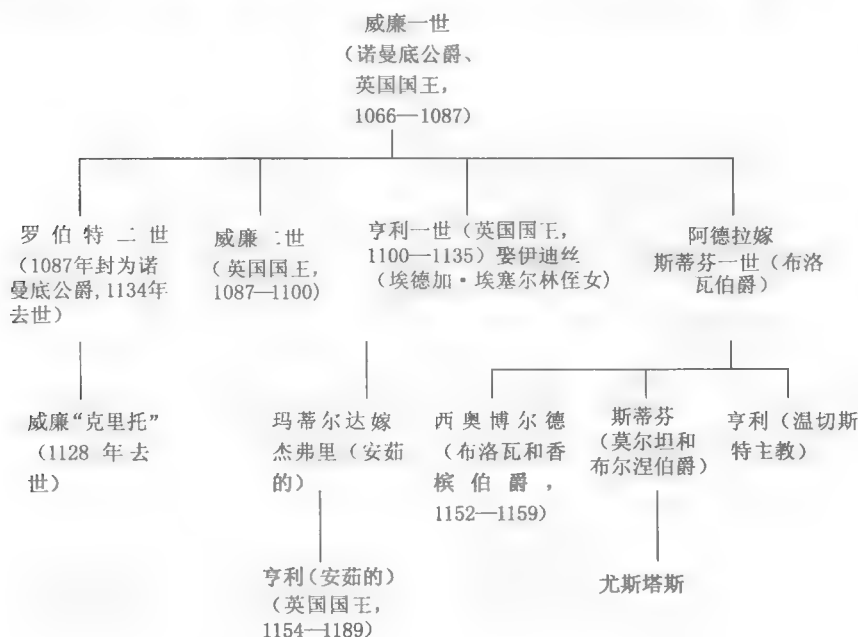 威廉一世
（诺曼底公爵、
英国国王，
1066—1087）
罗伯特二世
（1087年封为诺
曼底公爵，1134年
去世）
威廉二世
（英国国王，
1087—1100）
亨利一世（英国国王，
1100—1135）娶伊迪丝
（埃德加·埃塞尔林侄女）
阿德拉嫁
斯蒂芬一世（布洛
瓦伯爵）
威廉“克里托”
（1128年去
世）
玛蒂尔达嫁
杰弗里（安茹
的）
西奥博尔德
（布洛瓦和香
槟伯爵，
1152—1159）
斯蒂芬
（莫尔坦和
布尔涅伯爵）
亨利（温切斯
特主教）
亨利（安茹的）
（英国国王，
1154—1189）
尤斯塔斯